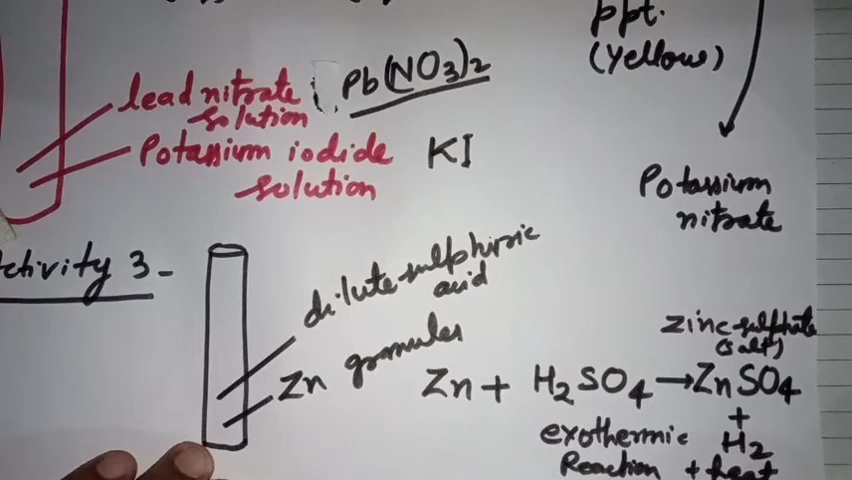 ppt.
(Yellow)
Pb(NO3)2
lead nitrate
solution
Potassium iodide KI
solution
Potassium
nitrate
Activity 3-
dilute sulphuric
acid
Zn granules
Zinc sulphate
(salt)
Zn + H2SO4 → ZnSO4
+
exothermic H2
Reaction + heat